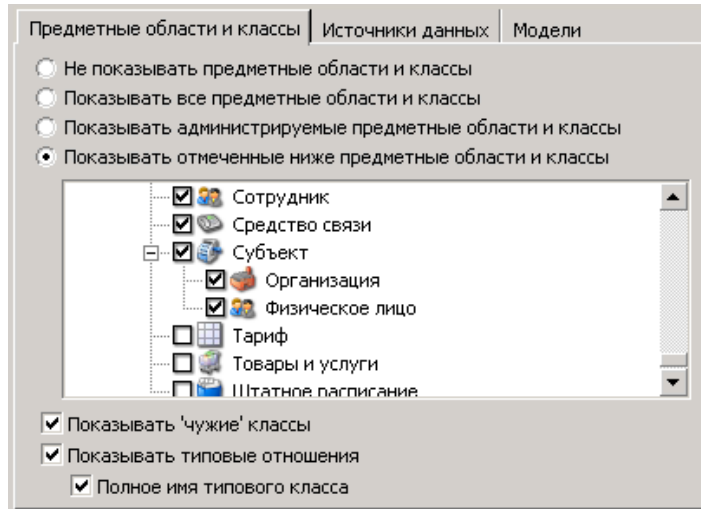 Предметные области и классы Источники данных Модели
Не показывать предметные области и классы
Показывать все предметные области и классы
Показывать администрируемые предметные области и классы
Показывать отмеченные ниже предметные области и классы
Сотрудник
Средство связи
Субъект
Организация
Физическое лицо
Тариф
Товары и услуги
Штатное расписание
Показывать 'чужие' классы
Показывать типовые отношения
Полное имя типового класса